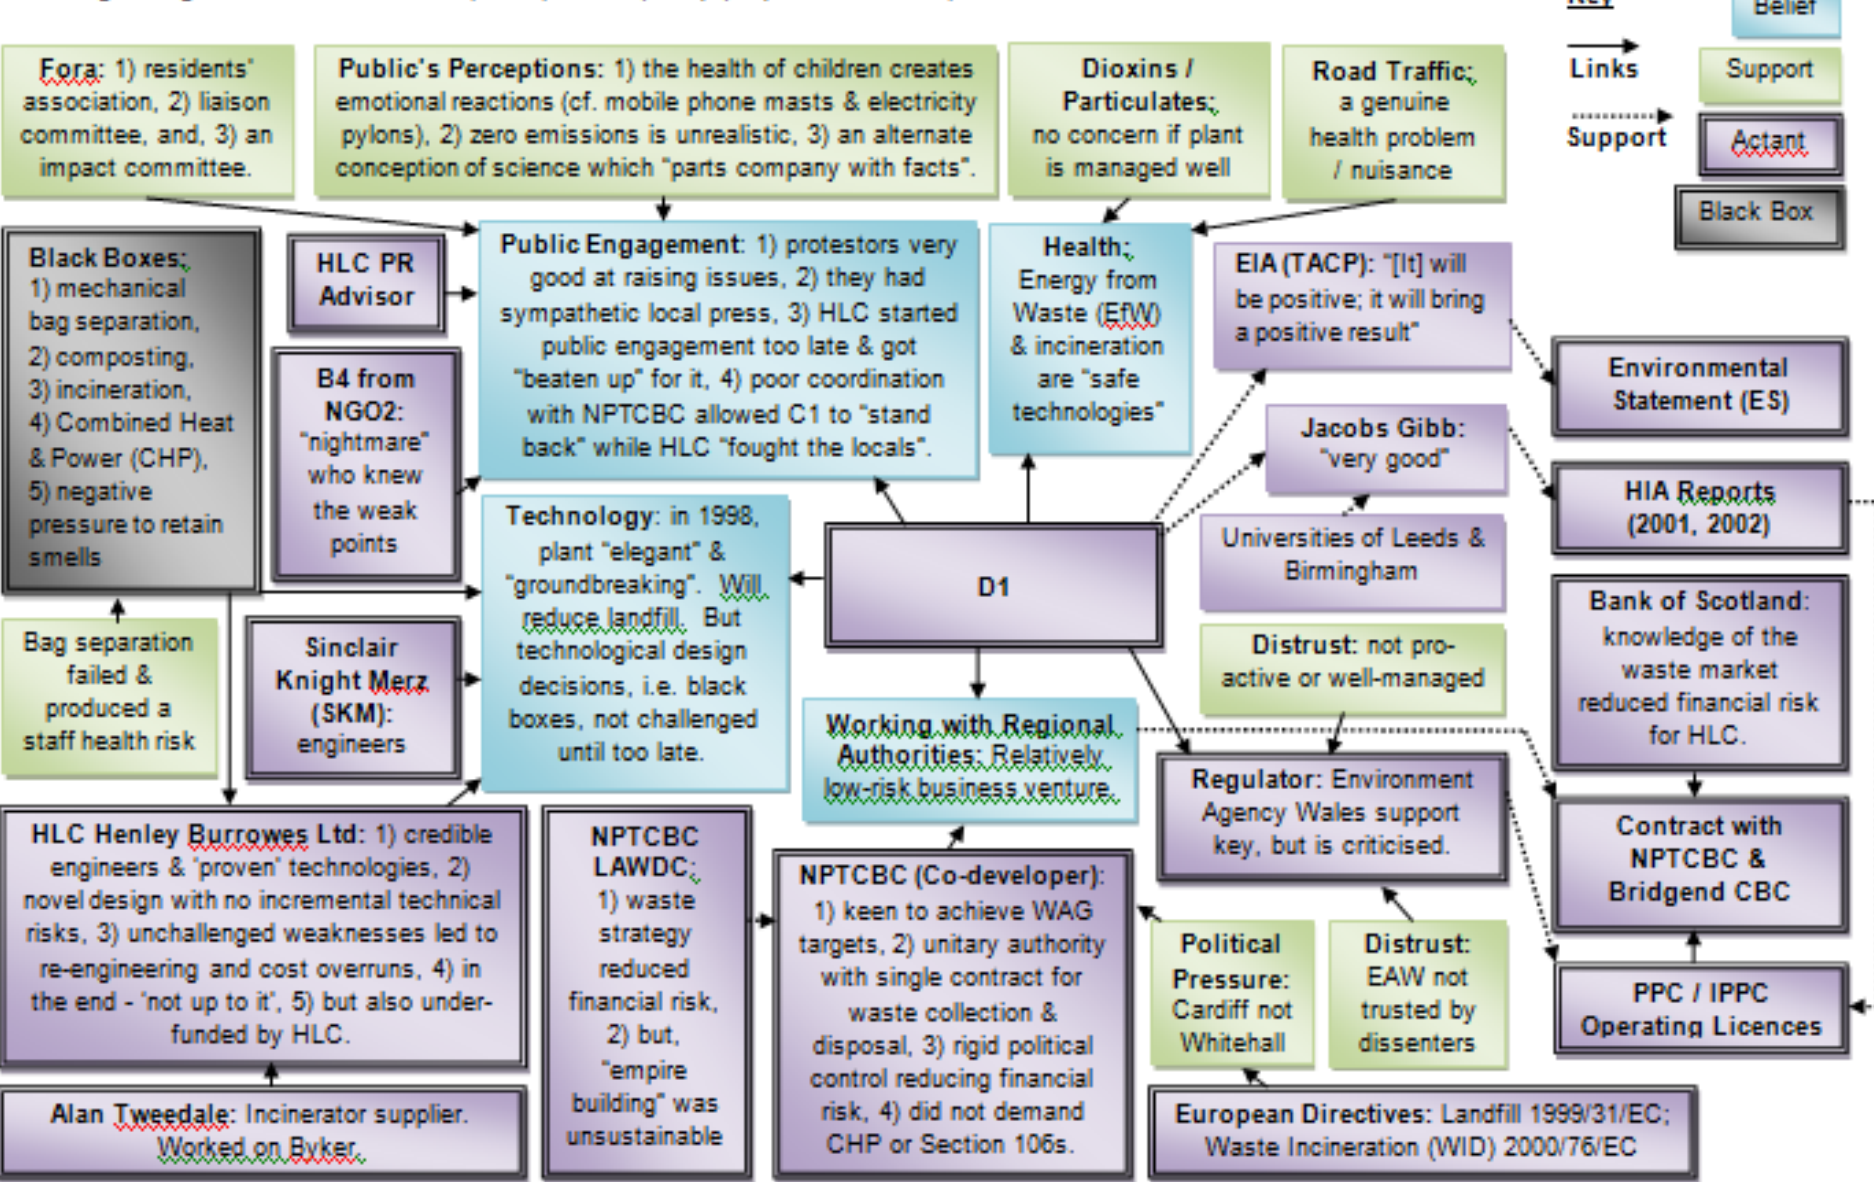 Key
Belief
Links
Support
Support
Actant
Black Box
Fora: 1) residents'
association, 2) liaison
committee, and, 3) an
impact committee.
Public's Perceptions: 1) the health of children creates
emotional reactions (cf. mobile phone masts & electricity
pylons), 2) zero emissions is unrealistic, 3) an alternate
conception of science which "parts company with facts".
Dioxins /
Particulates;
no concern if plant
is managed well
Road Traffic;
a genuine
health problem
/ nuisance
Black Boxes;
1) mechanical
bag separation,
2) composting,
3) incineration,
4) Combined Heat
& Power (CHP),
5) negative
pressure to retain
smells
HLC PR
Advisor
Public Engagement: 1) protestors very
good at raising issues, 2) they had
sympathetic local press, 3) HLC started
public engagement too late & got
"beaten up" for it, 4) poor coordination
with NPTCBC allowed C1 to "stand
back" while HLC "fought the locals".
Health;
Energy from
Waste (EfW)
& incineration
are "safe
technologies"
EIA (TACP): "[It] will
be positive; it will bring
a positive result"
Environmental
Statement (ES)
B4 from
NGO2:
"nightmare"
who knew
the weak
points
Jacobs Gibb:
"very good"
HIA Reports
(2001, 2002)
Technology: in 1998,
plant "elegant" &
"groundbreaking". Will
reduce landfill. But
technological design
decisions, i.e. black
boxes, not challenged
until too late.
D1
Universities of Leeds &
Birmingham
Bank of Scotland:
knowledge of the
waste market
reduced financial risk
for HLC.
Bag separation
failed &
produced a
staff health risk
Sinclair
Knight Merz
(SKM):
engineers
Distrust: not pro-
active or well-managed
Working with Regional
Authorities: Relatively
low-risk business venture.
Regulator: Environment
Agency Wales support
key, but is criticised.
Contract with
NPTCBC &
Bridgend CBC
HLC Henley Burrowes Ltd: 1) credible
engineers & 'proven' technologies, 2)
novel design with no incremental technical
risks, 3) unchallenged weaknesses led to
re-engineering and cost overruns, 4) in
the end - 'not up to it', 5) but also under-
funded by HLC.
NPTCBC
LAWDC;
1) waste
strategy
reduced
financial risk,
2) but,
"empire
building" was
unsustainable
NPTCBC (Co-developer):
1) keen to achieve WAG
targets, 2) unitary authority
with single contract for
waste collection &
disposal, 3) rigid political
control reducing financial
risk, 4) did not demand
CHP or Section 106s.
Political
Pressure:
Cardiff not
Whitehall
Distrust:
EAW not
trusted by
dissenters
PPC / IPPC
Operating Licences
Alan Tweedale: Incinerator supplier.
Worked on Byker.
European Directives: Landfill 1999/31/EC;
Waste Incineration (WID) 2000/76/EC